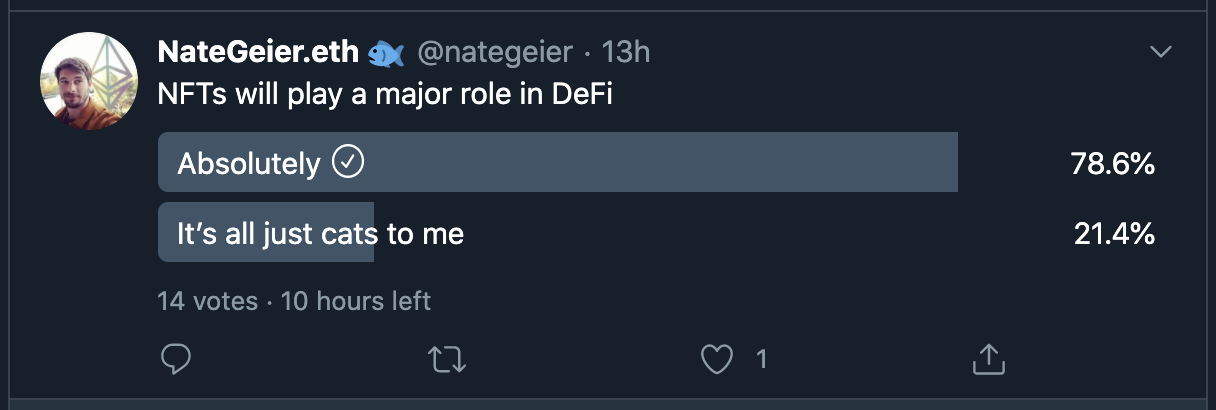 NateGeier.eth 🐟 @nategeier · 13h
NFTs will play a major role in DeFi
Absolutely 78.6%
It’s all just cats to me 21.4%
14 votes · 10 hours left
1